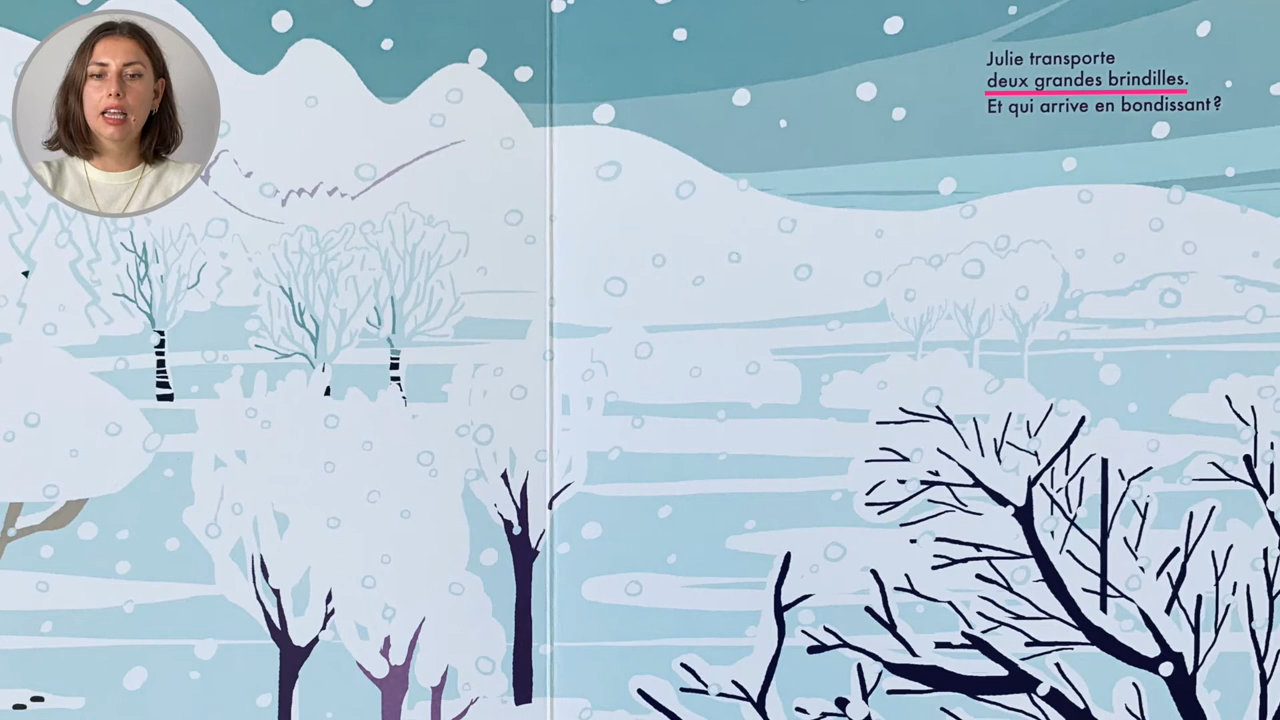 Julie transporte
deux grandes brindilles.
Et qui arrive en bondissant ?